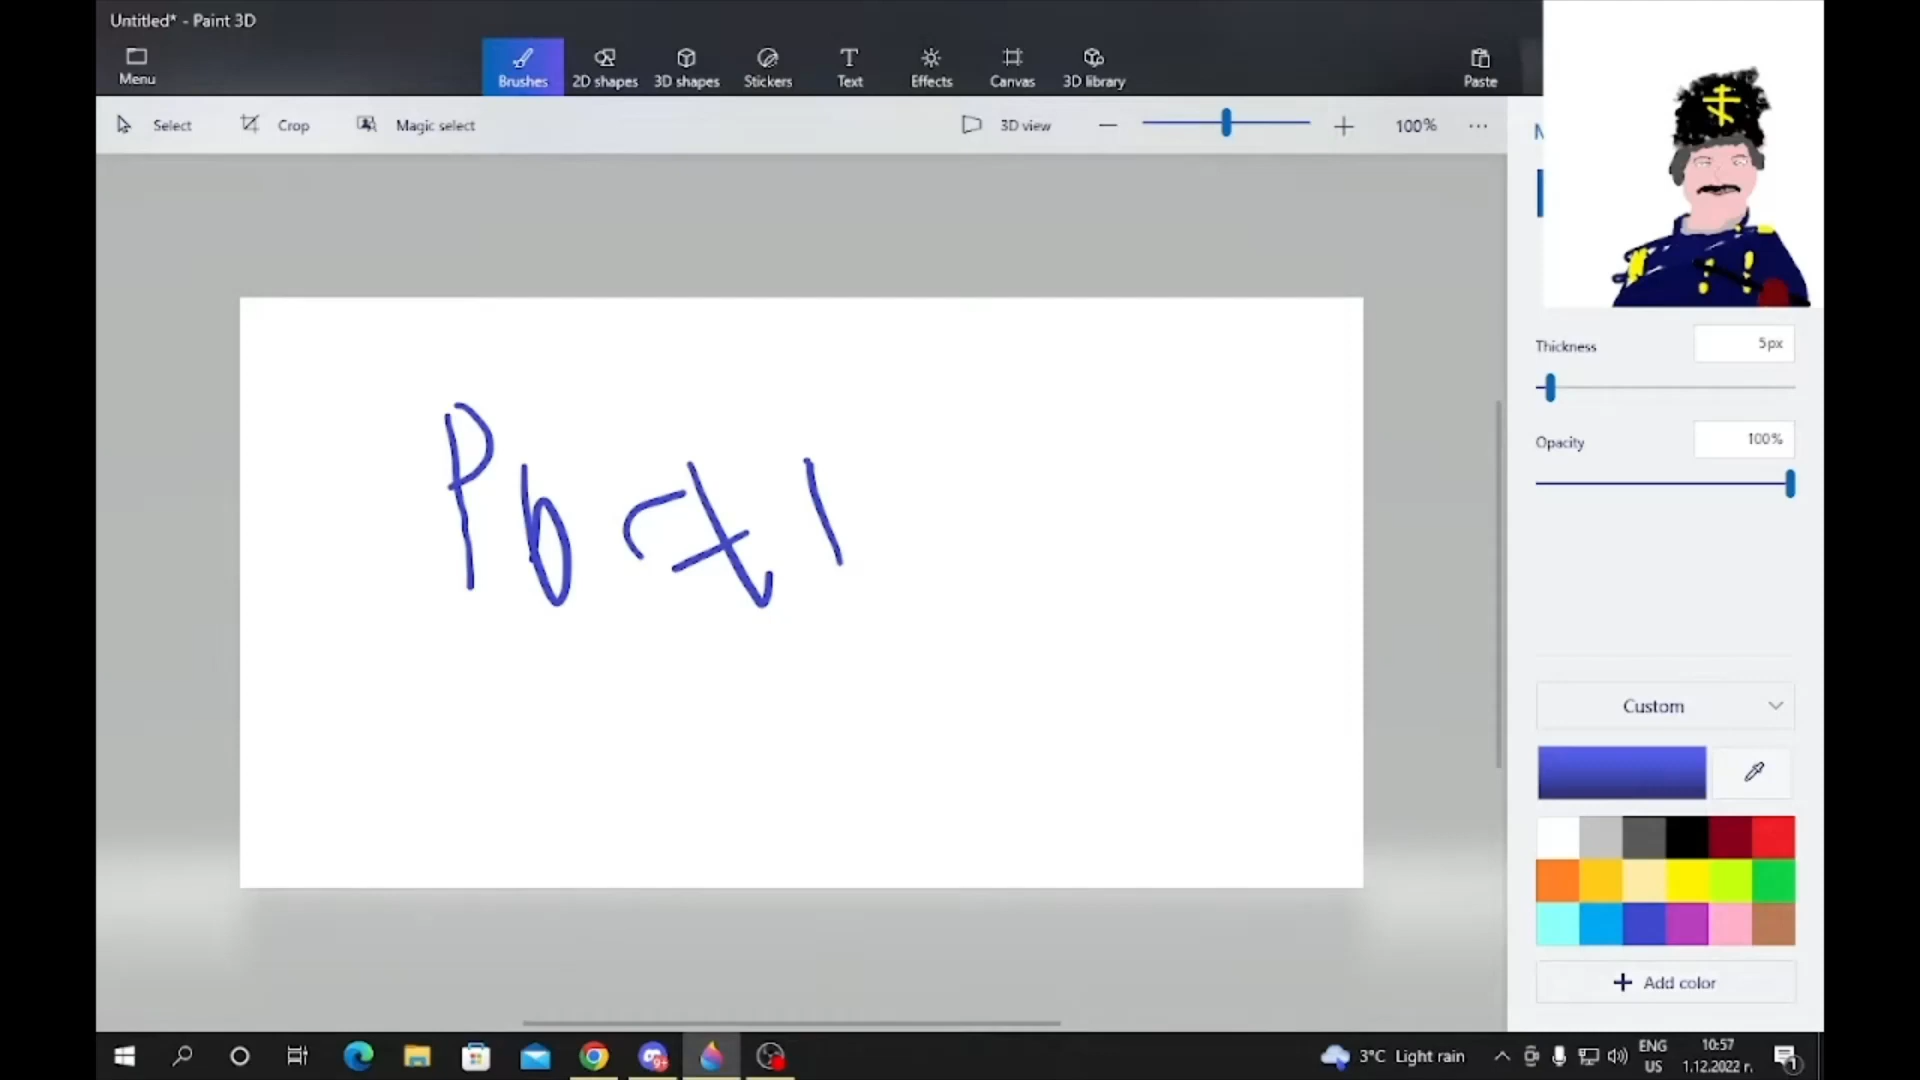 Untitled* - Paint 3D
Menu
Brushes 2D shapes 3D shapes Stickers Text Effects Canvas 3D library Paste
Select Crop Magic select 3D view 100%
Thickness 5px
Opacity 100%
Custom
Add color
3°C Light rain
ENG
US
10:57
1.12.2022 г.